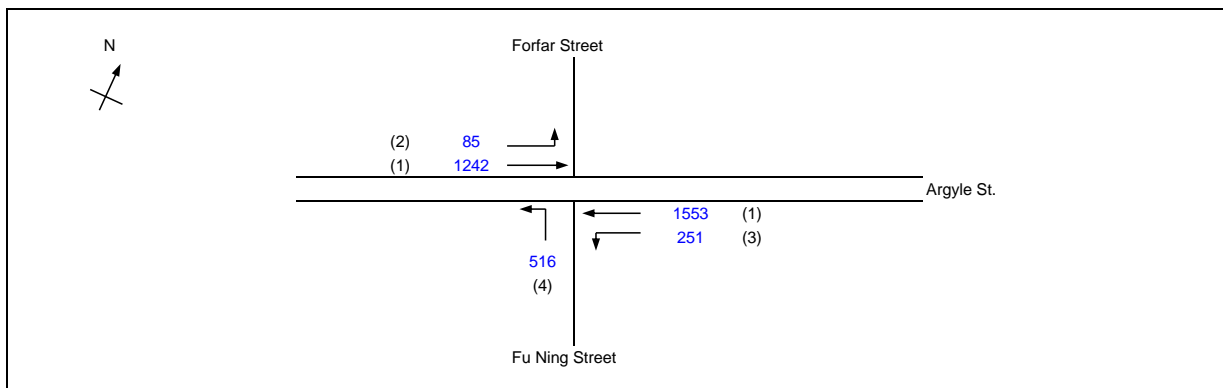 N
Forfar Street
(2) 85
(1) 1242
Argyle St.
1553 (1)
251 (3)
516
(4)
Fu Ning Street